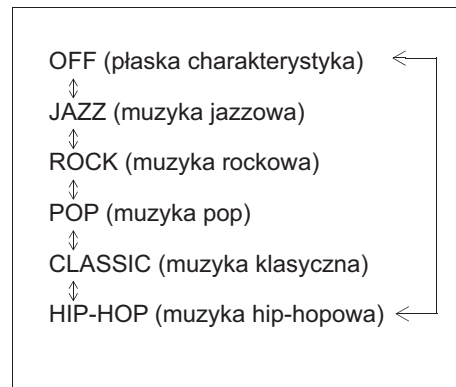 OFF (płaska charakterystyka)
JAZZ (muzyka jazzowa)
ROCK (muzyka rockowa)
POP (muzyka pop)
CLASSIC (muzyka klasyczna)
HIP-HOP (muzyka hip-hopowa)